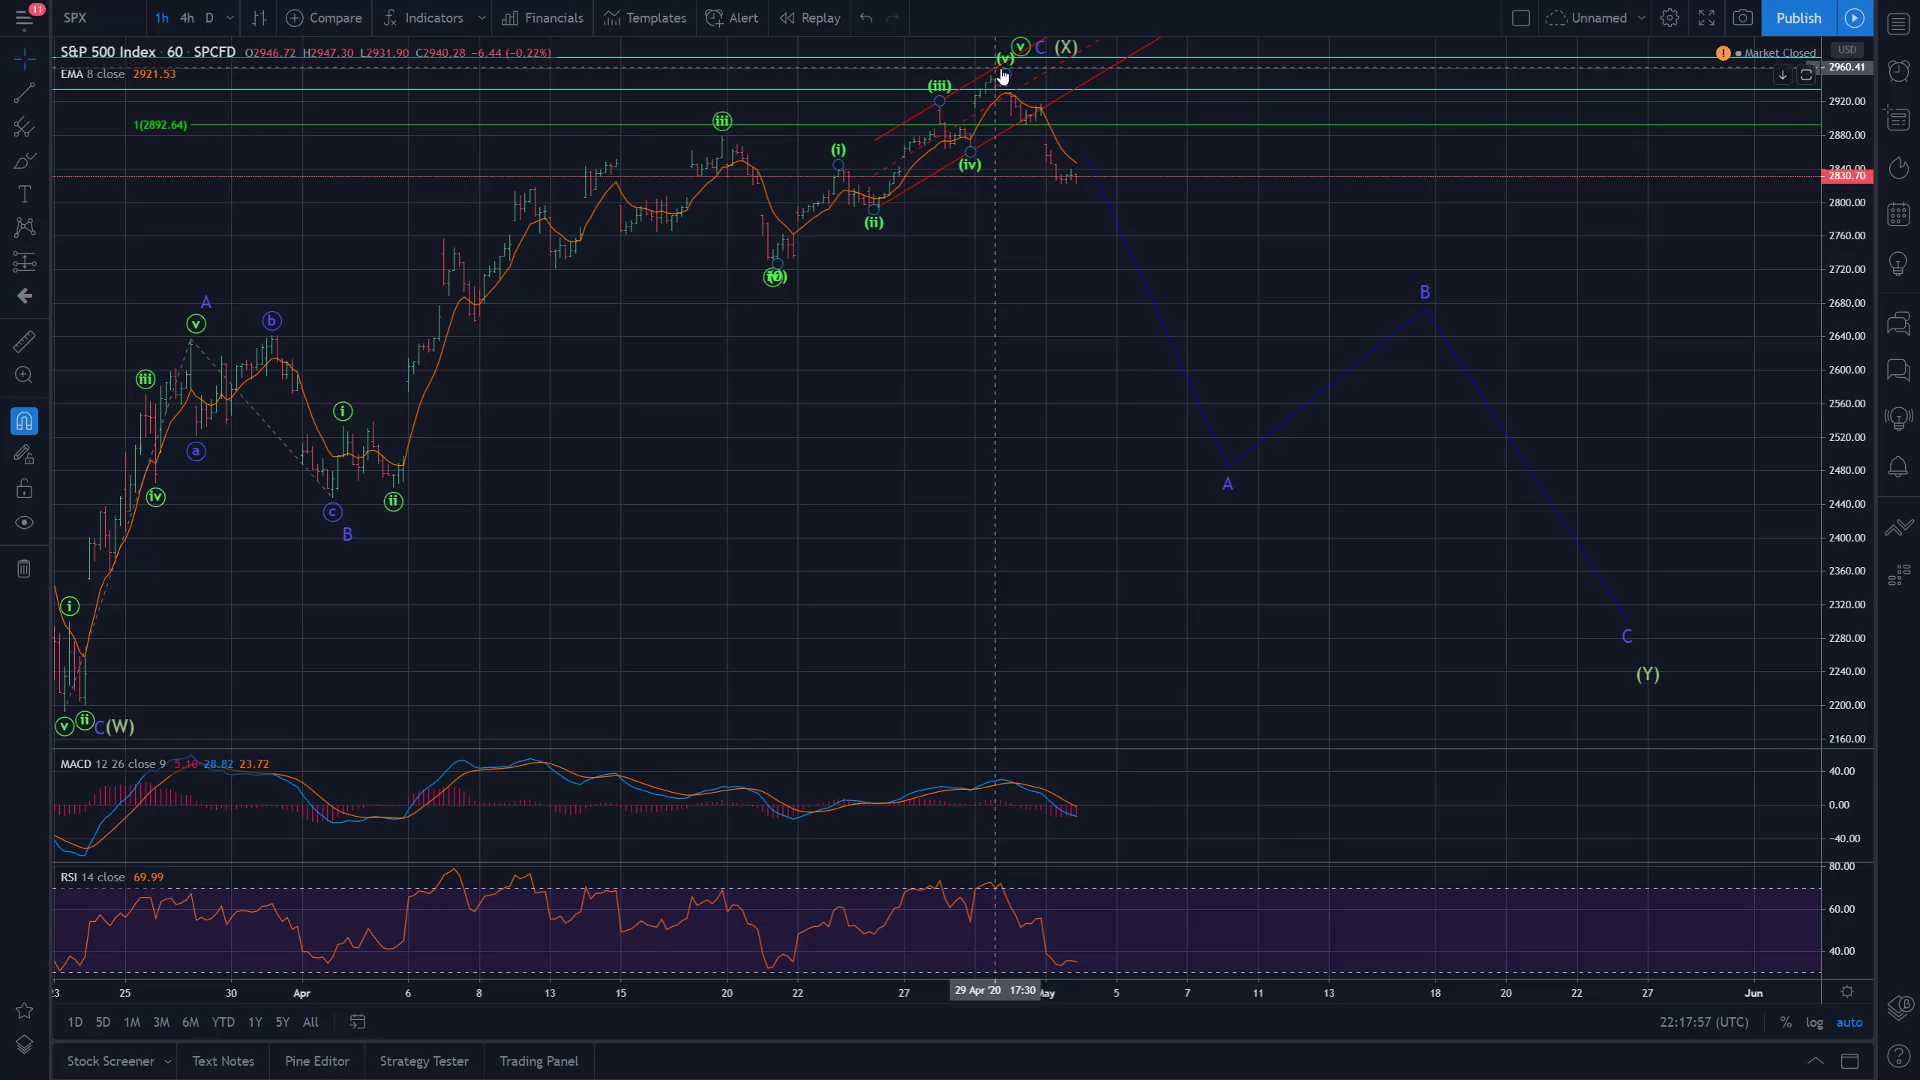 11
SPX 1h 4h D Compare Indicators Financials Templates Alert Replay Unnamed Publish
S&P 500 Index · 60 · SPCFD O2946.72 H2947.30 L2931.90 C2940.28 −6.44 (−0.22%)
Market Closed
USD
EMA 8 close 2921.53
2960.41
v C (X)
(v)
(iii)
2920.00
1(2892.64)
iii
2880.00
(i)
(iv)
2840.00
2830.70
2800.00
(ii)
2760.00
2720.00
A
B
2680.00
v
b
2640.00
2600.00
iii
2560.00
i
2520.00
a
2480.00
A
iv
ii
c
2440.00
B
2400.00
2360.00
i
2320.00
C
2280.00
2240.00
(Y)
2200.00
v ii C (W)
2160.00
MACD 12 26 close 9 5.10 28.82 23.72
40.00
0.00
−40.00
80.00
RSI 14 close 69.99
60.00
40.00
23 25 30 Apr 6 8 13 15 20 22 27 29 Apr '20 17:30 May 5 7 11 13 18 20 22 27 Jun
1D 5D 1M 3M 6M YTD 1Y 5Y All 22:17:57 (UTC) % log auto
Stock Screener Text Notes Pine Editor Strategy Tester Trading Panel